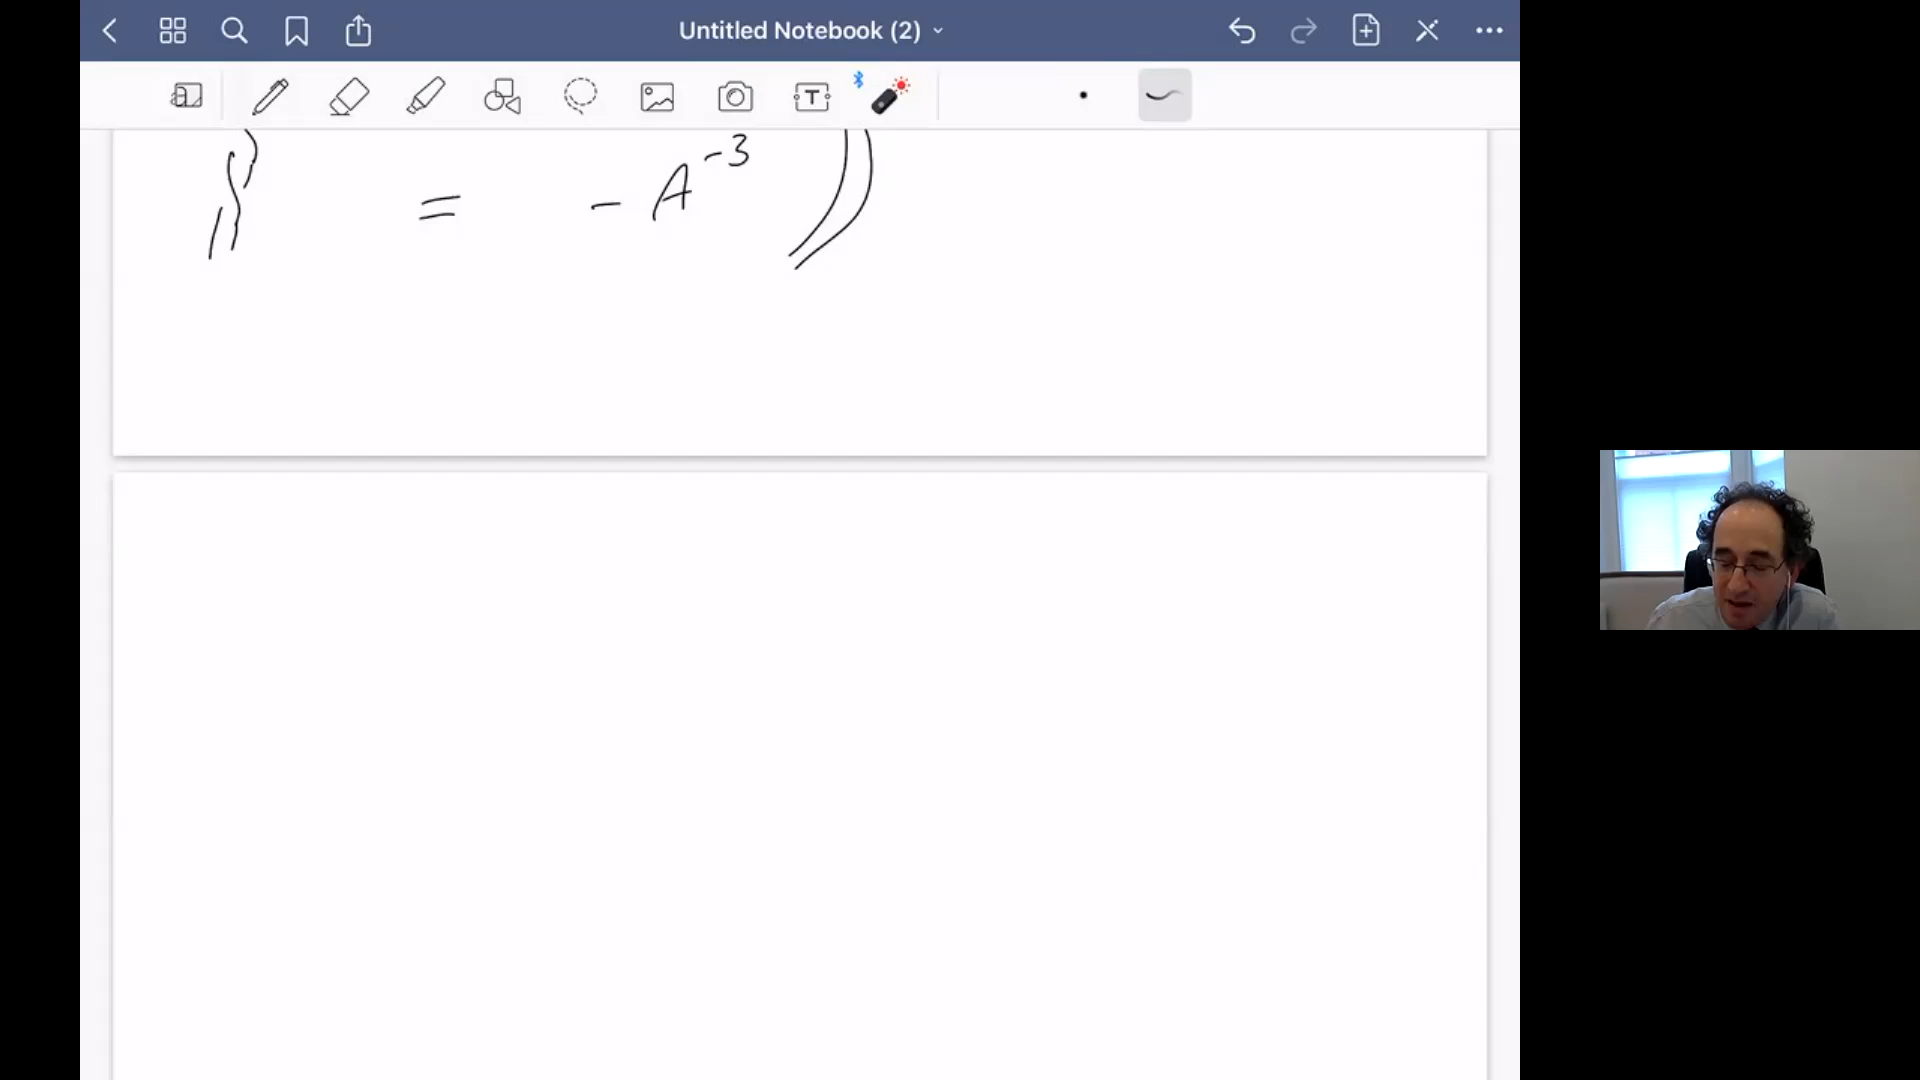 Untitled Notebook (2)
T
= - A⁻³